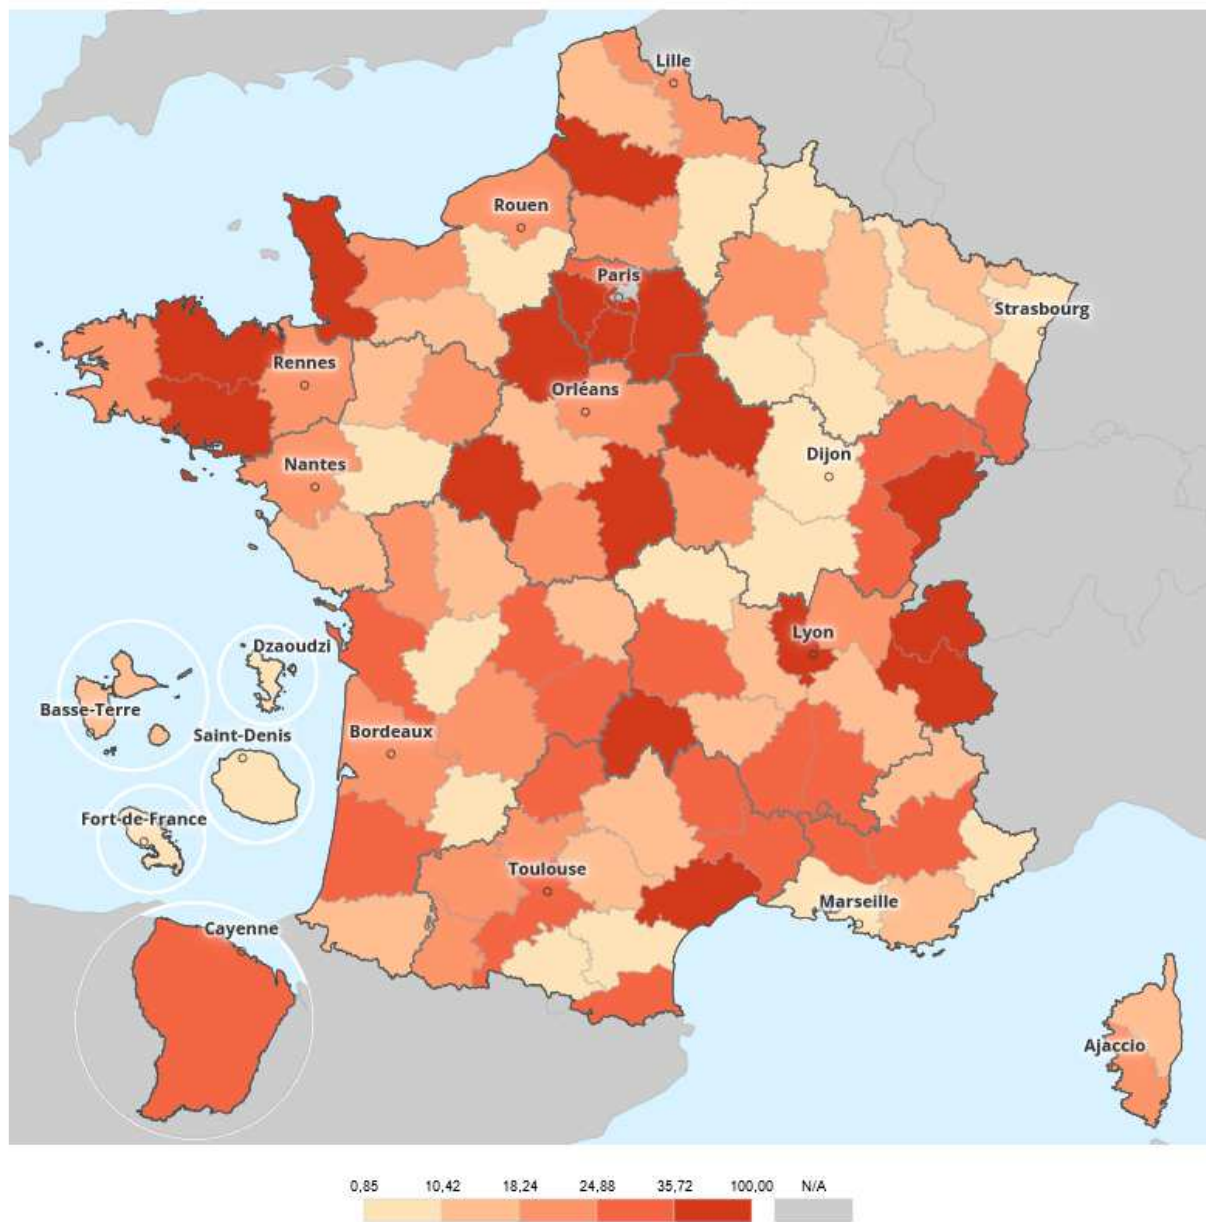 Lille
Rouen
Paris
Strasbourg
Rennes
Orléans
Dijon
Nantes
Lyon
Dzaoudzi
Basse-Terre
Saint-Denis
Bordeaux
Fort-de-France
Toulouse
Marseille
Cayenne
Ajaccio
0,85 10,42 18,24 24,88 35,72 100,00 N/A